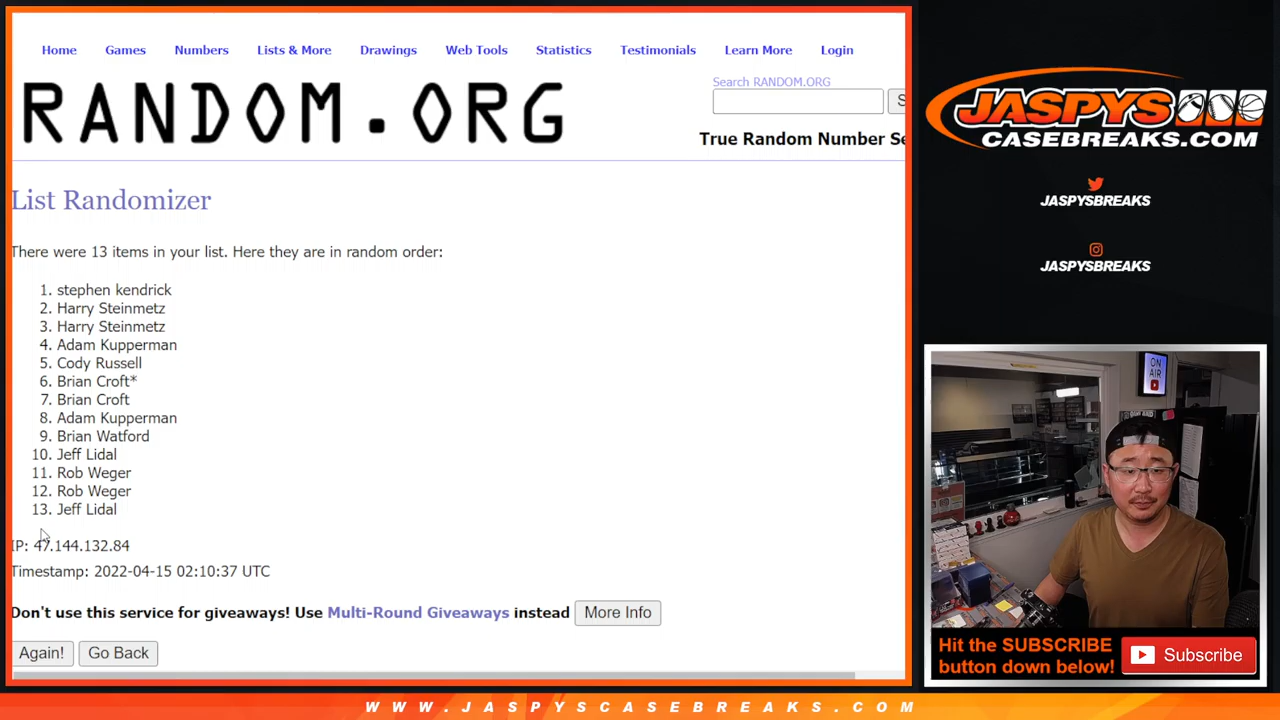 Home Games Numbers Lists & More Drawings Web Tools Statistics Testimonials Learn More Login
RANDOM.ORG
Search RANDOM.ORG
S
True Random Number Se
List Randomizer
There were 13 items in your list. Here they are in random order:
1. stephen kendrick
2. Harry Steinmetz
3. Harry Steinmetz
4. Adam Kupperman
5. Cody Russell
6. Brian Croft*
7. Brian Croft
8. Adam Kupperman
9. Brian Watford
10. Jeff Lidal
11. Rob Weger
12. Rob Weger
13. Jeff Lidal
IP: 47.144.132.84
Timestamp: 2022-04-15 02:10:37 UTC
Don't use this service for giveaways! Use Multi-Round Giveaways instead More Info
Again! Go Back
JASPYS
CASEBREAKS.COM
JASPYSBREAKS
JASPYSBREAKS
ON
AIR
Hit the SUBSCRIBE
button down below!
Subscribe
WWW.JASPYSCASEBREAKS.COM